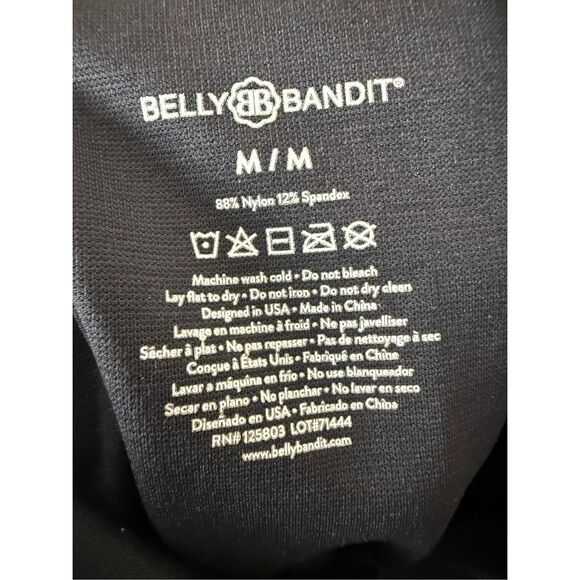 BELLY BB BANDIT®
M/M
88% Nylon 12% Spandex
Machine wash cold • Do not bleach
Lay flat to dry • Do not iron • Do not dry clean
Designed in USA • Made in China
Lavage en machine à froid • Ne pas javelliser
Sécher à plat • Ne pas repasser • Pas de nettoyage à sec
Conçue à États Unis • Fabriqué en Chine
Lavar a máquina en frío • No use blanqueador
Secar en plano • No planchar • No lavar en seco
Diseñado en USA • Fabricado en China
RN# 125803 LOT#71444
www.bellybandit.com